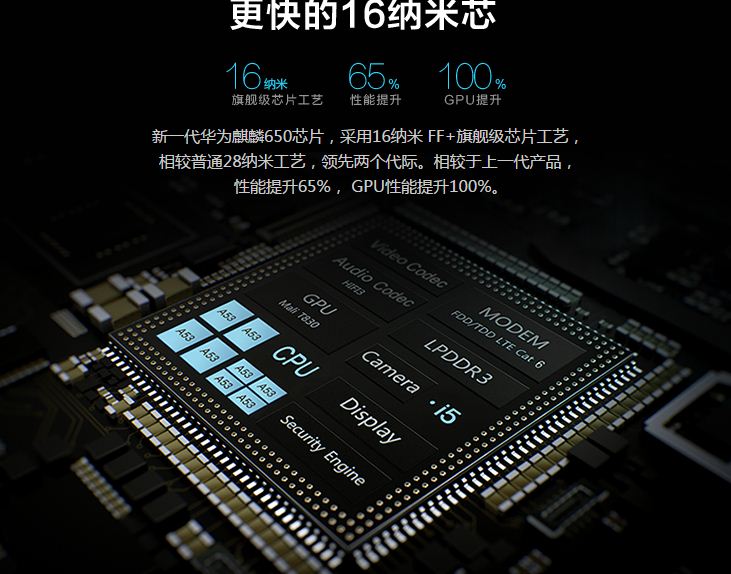 更快的16纳米芯
16纳米 65% 100%
旗舰级芯片工艺 性能提升 GPU提升
新一代华为麒麟650芯片，采用16纳米 FF+旗舰级芯片工艺，
相较普通28纳米工艺，领先两个代际。相较于上一代产品，
性能提升65%， GPU性能提升100%。
Video Codec
Audio Codec
HiFi3
GPU
Mali T830
MODEM
FDD/TDD LTE Cat 6
LPDDR3
A53
A53
A53
A53
CPU
A53
A53
A53
A53
Camera
·i5
Display
Security Engine